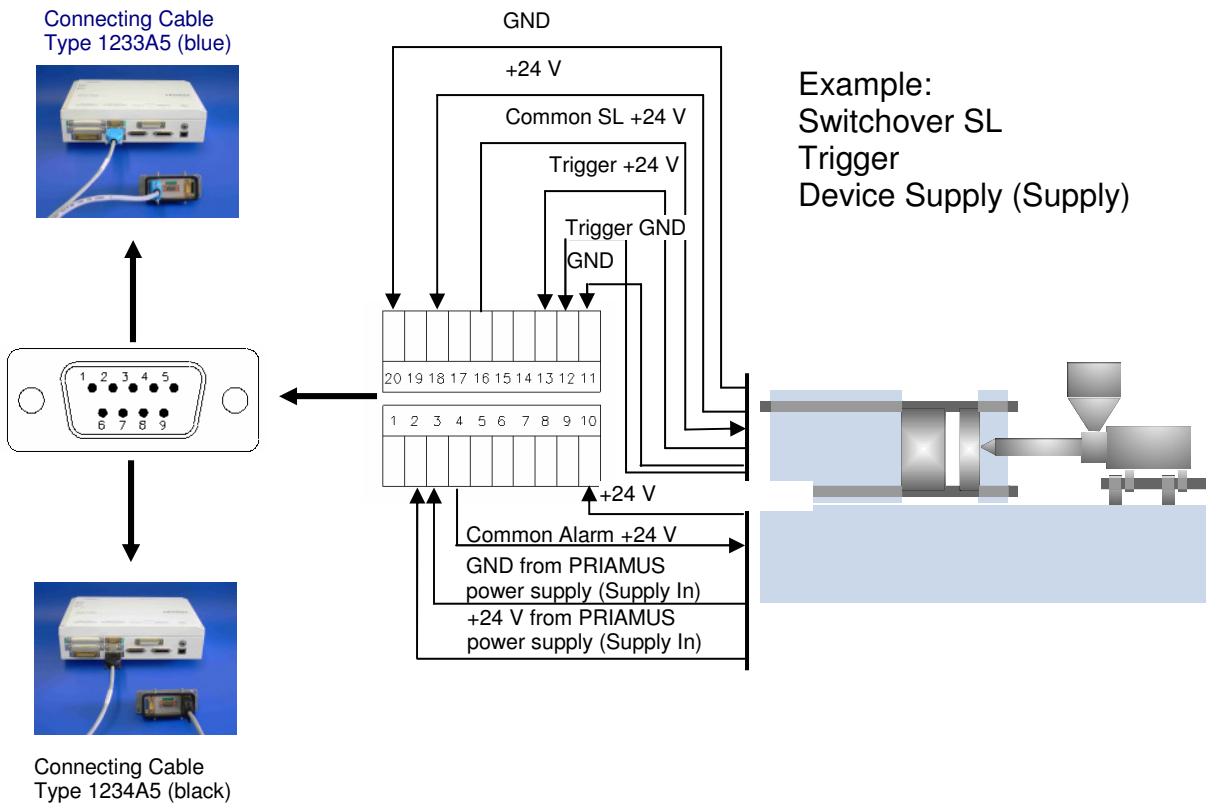 Connecting Cable
Type 1233A5 (blue)
GND
+24 V
Common SL +24 V
Trigger +24 V
Trigger GND
GND
Example:
Switchover SL
Trigger
Device Supply (Supply)
1 2 3 4 5
6 7 8 9
20 19 18 17 16 15 14 13 12 11
1 2 3 4 5 6 7 8 9 10
+24 V
Common Alarm +24 V
GND from PRIAMUS
power supply (Supply In)
+24 V from PRIAMUS
power supply (Supply In)
Connecting Cable
Type 1234A5 (black)